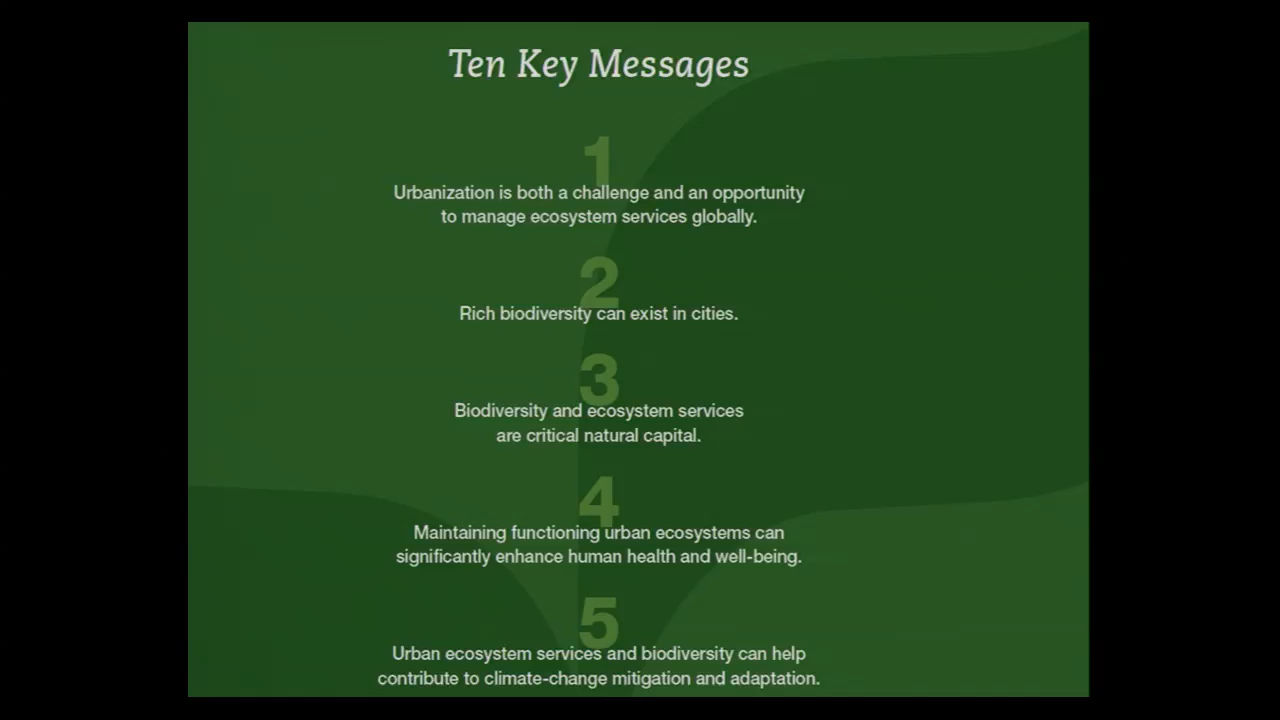 Ten Key Messages
1
Urbanization is both a challenge and an opportunity
to manage ecosystem services globally.
2
Rich biodiversity can exist in cities.
3
Biodiversity and ecosystem services
are critical natural capital.
4
Maintaining functioning urban ecosystems can
significantly enhance human health and well-being.
5
Urban ecosystem services and biodiversity can help
contribute to climate-change mitigation and adaptation.